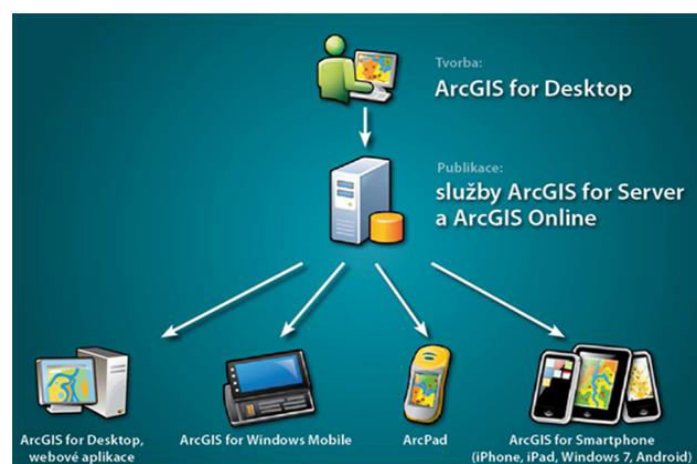 Tvorba:
ArcGIS for Desktop
Publikace:
služby ArcGIS for Server
a ArcGIS Online
ArcGIS for Desktop,
webové aplikace
ArcGIS for Windows Mobile
ArcPad
ArcGIS for Smartphone
(iPhone, iPad, Windows 7, Android)